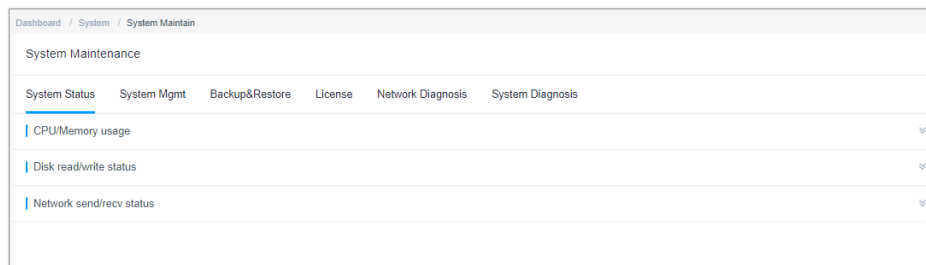 Dashboard / System / System Maintain
System Maintenance
System Status System Mgmt Backup&Restore License Network Diagnosis System Diagnosis
CPU/Memory usage
Disk read/write status
Network send/recv status